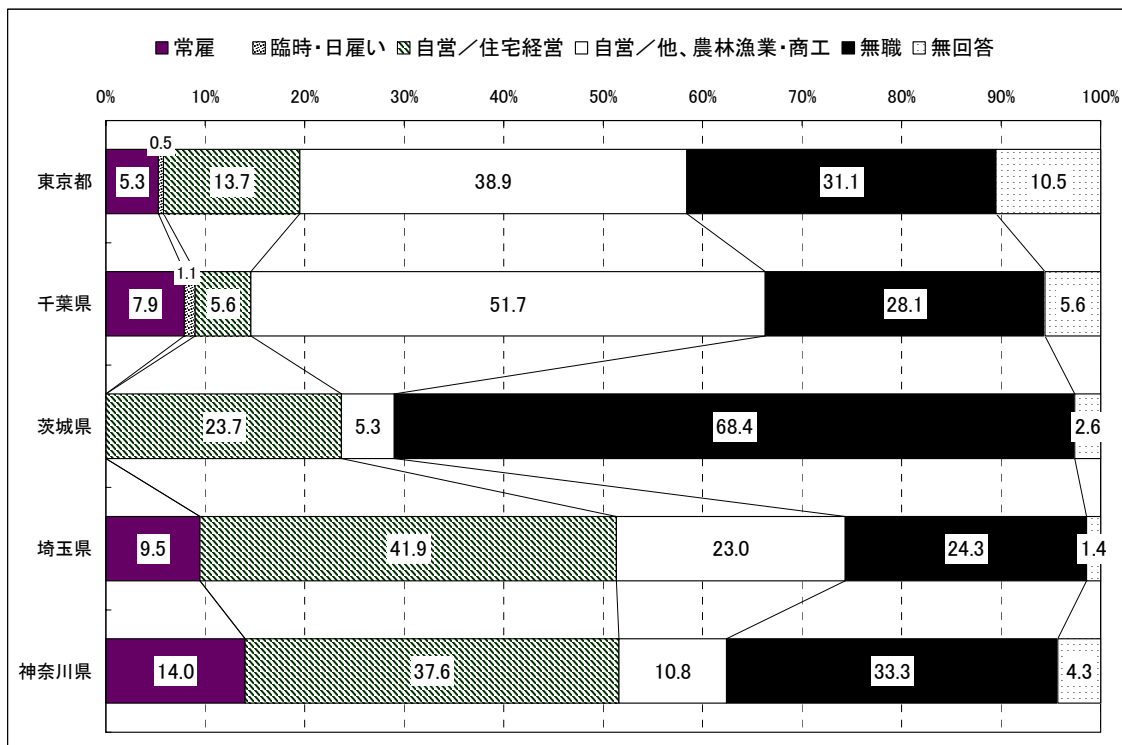 ■常雇 臨時・日雇い 自営／住宅経営 □自営／他、農林漁業・商工 ■無職 無回答
0% 10% 20% 30% 40% 50% 60% 70% 80% 90% 100%
0.5
東京都 5.3 13.7 38.9 31.1 10.5
1.1
千葉県 7.9 5.6 51.7 28.1 5.6
茨城県 23.7 5.3 68.4 2.6
埼玉県 9.5 41.9 23.0 24.3 1.4
神奈川県 14.0 37.6 10.8 33.3 4.3